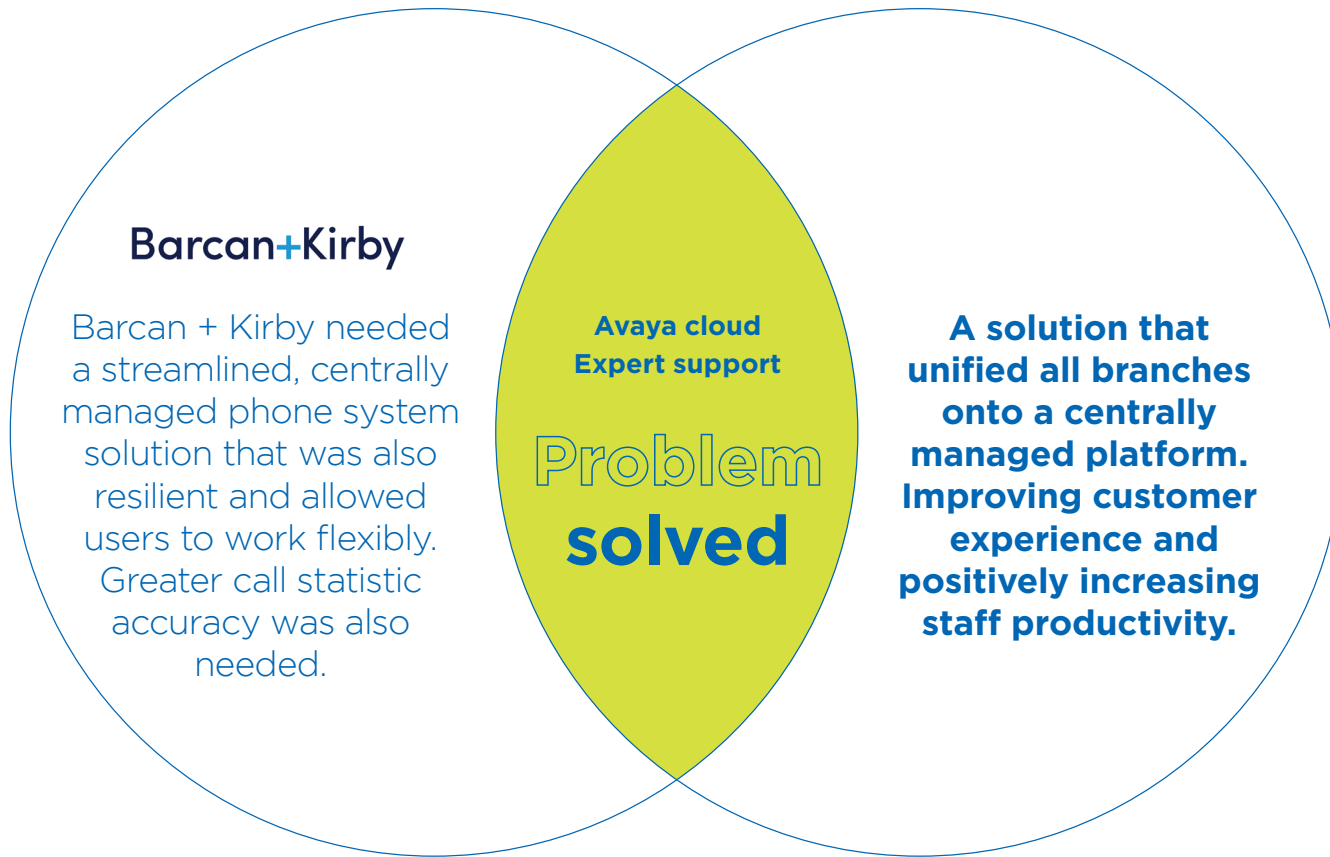 Barcan+Kirby
Barcan + Kirby needed
a streamlined, centrally
managed phone system
solution that was also
resilient and allowed
users to work flexibly.
Greater call statistic
accuracy was also
needed.
Avaya cloud
Expert support
Problem
solved
A solution that
unified all branches
onto a centrally
managed platform.
Improving customer
experience and
positively increasing
staff productivity.